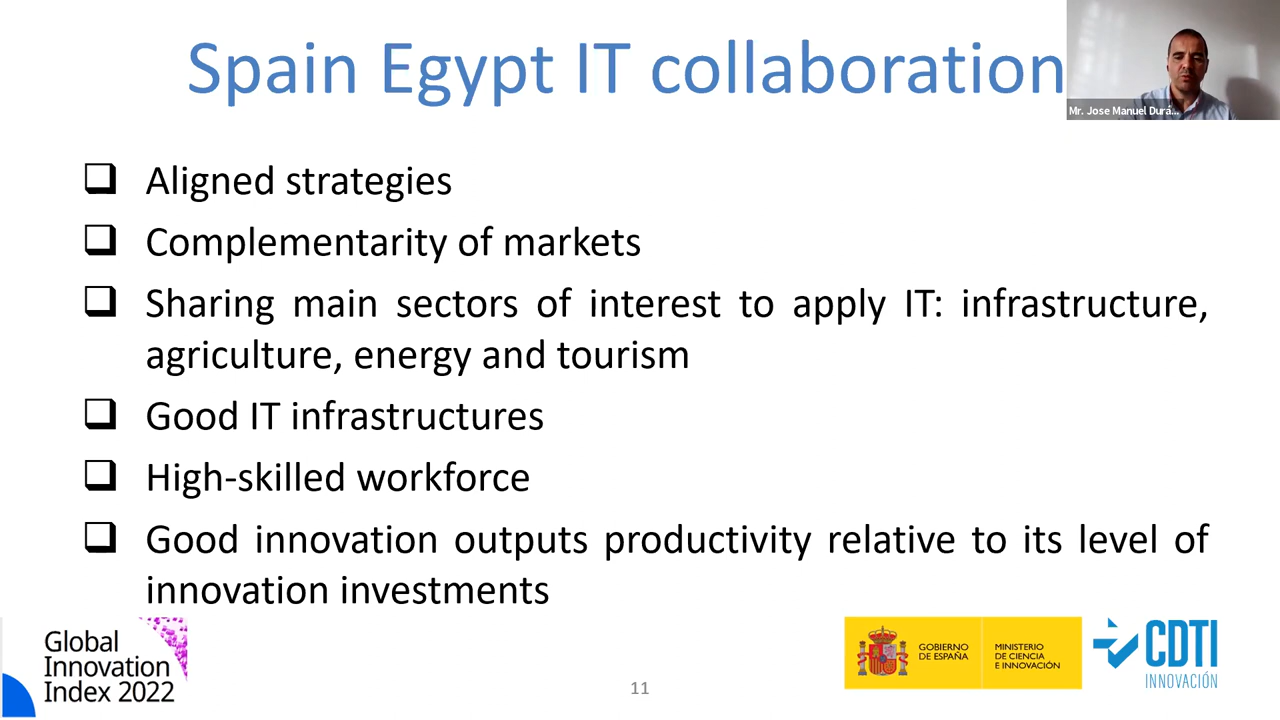 Spain Egypt IT collaboration
Mr. Jose Manuel Durá...
Aligned strategies
Complementarity of markets
Sharing main sectors of interest to apply IT: infrastructure,
agriculture, energy and tourism
Good IT infrastructures
High-skilled workforce
Good innovation outputs productivity relative to its level of
innovation investments
Global
Innovation
Index 2022
11
GOBIERNO
DE ESPAÑA
MINISTERIO
DE CIENCIA
E INNOVACIÓN
CDTI
INNOVACIÓN